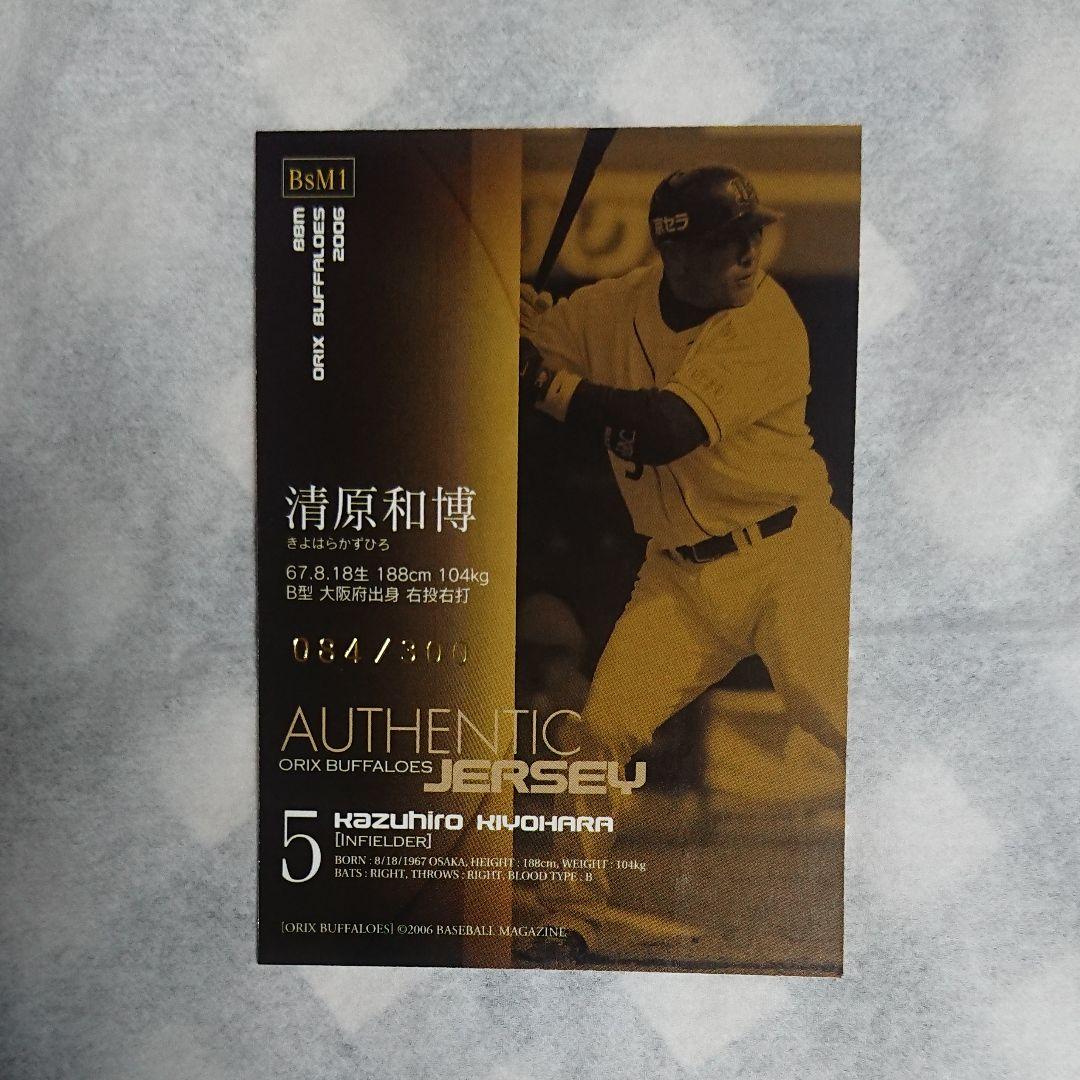 BsM1
BBM
ORIX BUFFALOES
2006
京セラ
清原和博
きよはらかずひろ
67.8.18生 188cm 104kg
B型 大阪府出身 右投右打
084/300
AUTHENTIC
ORIX BUFFALOES JERSEY
5 Kazuhiro KIYOHARA
[INFIELDER]
BORN : 8/18/1967 OSAKA, HEIGHT : 188cm, WEIGHT : 104kg
BATS : RIGHT, THROWS : RIGHT, BLOOD TYPE : B
[ORIX BUFFALOES] ©2006 BASEBALL MAGAZINE